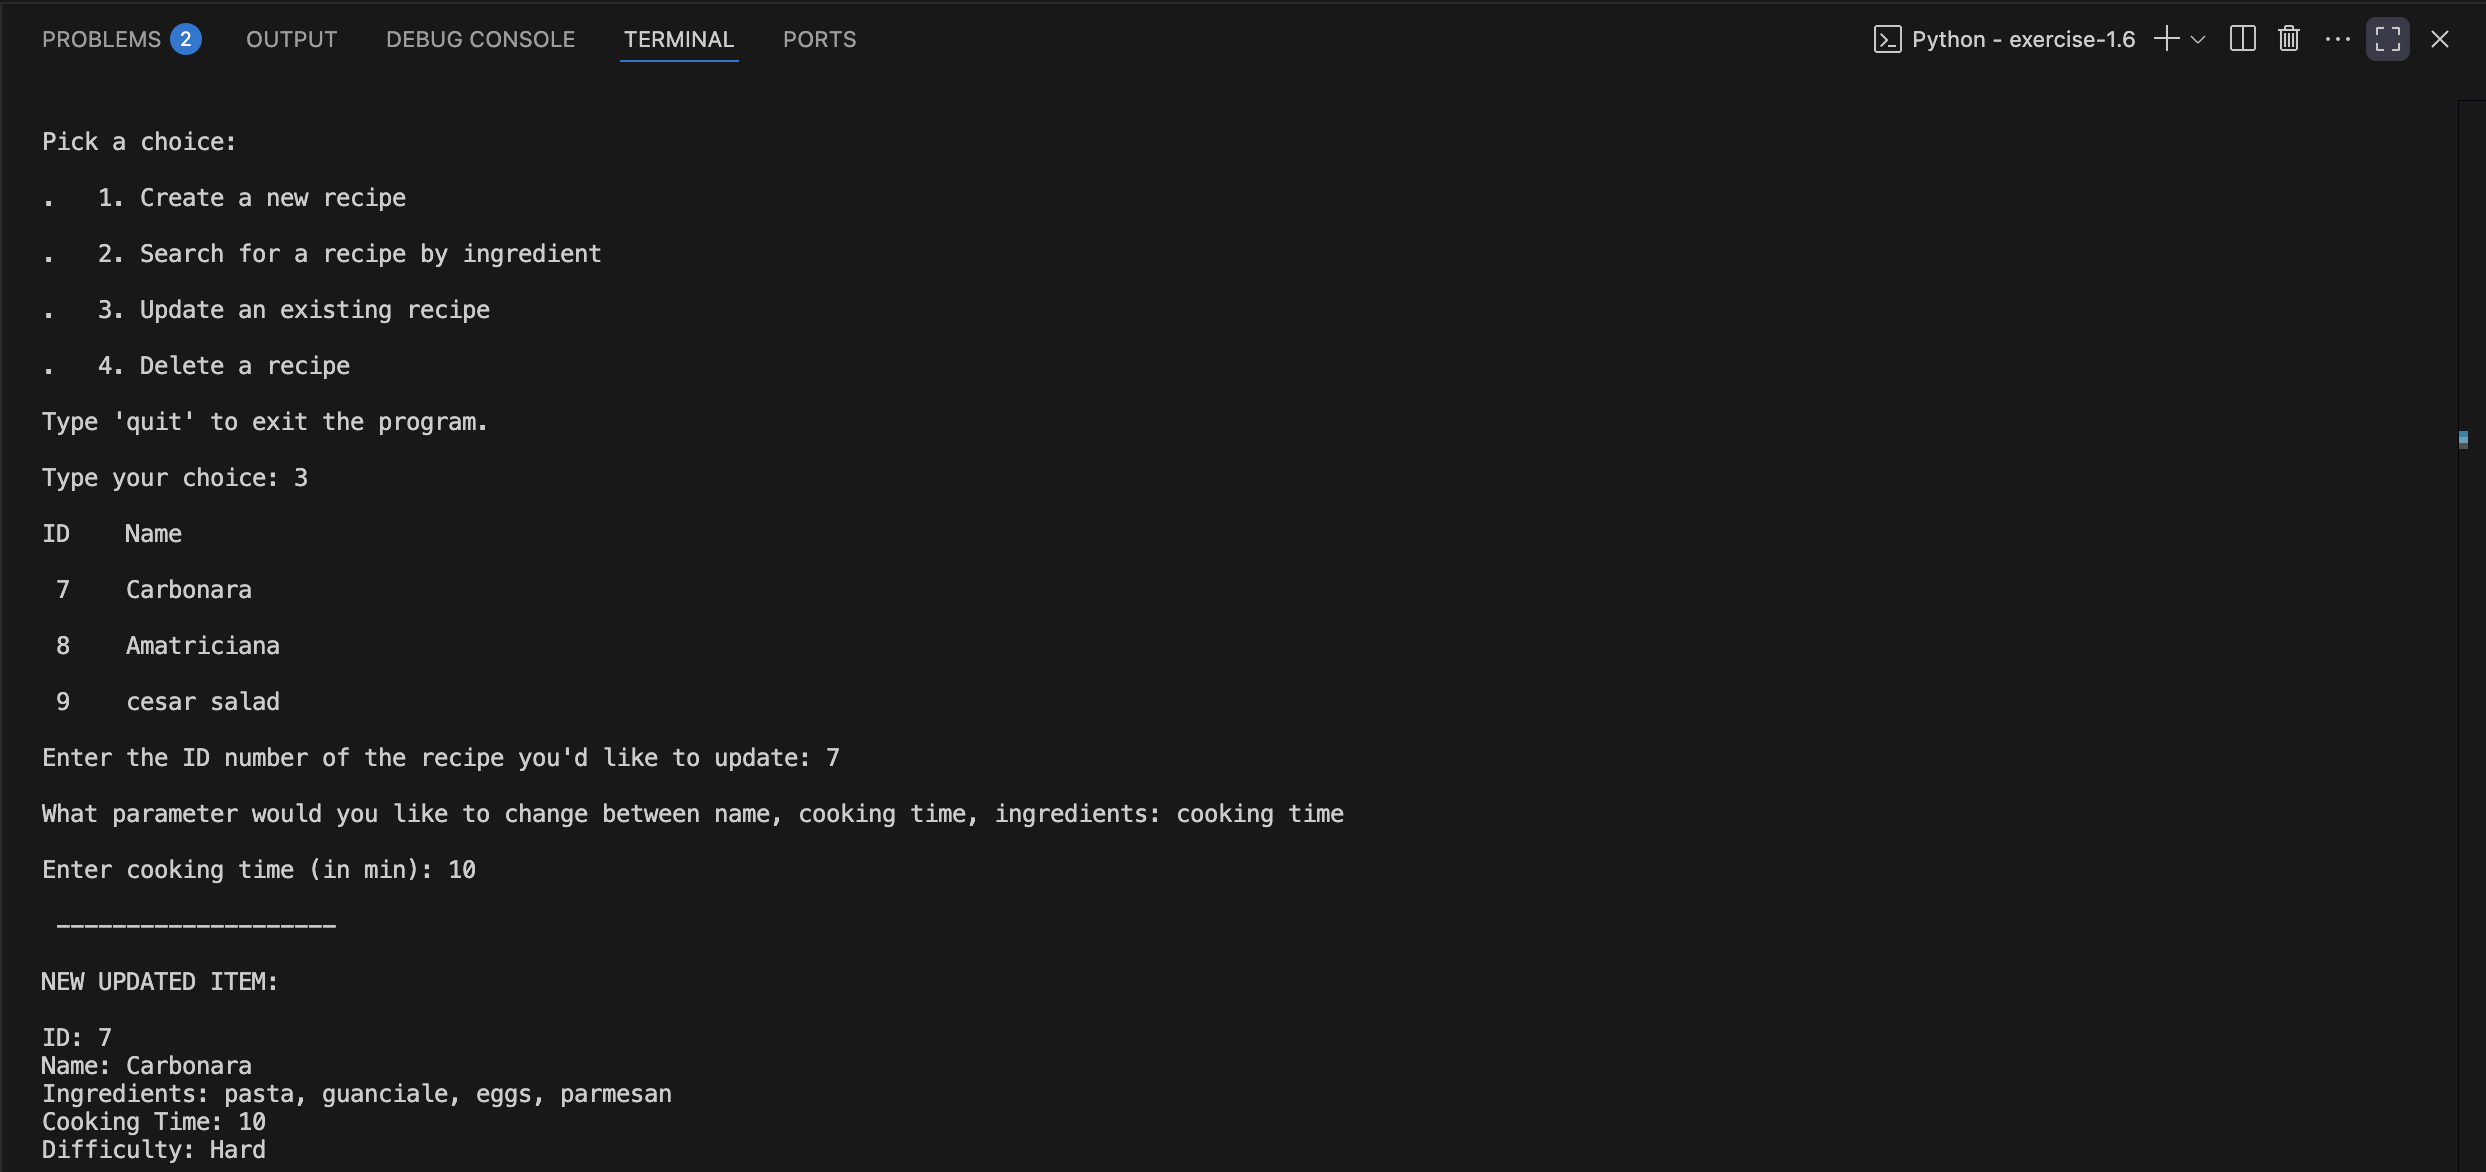 PROBLEMS 2 OUTPUT DEBUG CONSOLE TERMINAL PORTS Python - exercise-1.6
Pick a choice:
.   1. Create a new recipe
.   2. Search for a recipe by ingredient
.   3. Update an existing recipe
.   4. Delete a recipe
Type 'quit' to exit the program.
Type your choice: 3
ID    Name
 7    Carbonara
 8    Amatriciana
 9    cesar salad
Enter the ID number of the recipe you'd like to update: 7
What parameter would you like to change between name, cooking time, ingredients: cooking time
Enter cooking time (in min): 10
 --------------------
NEW UPDATED ITEM:
ID: 7
Name: Carbonara
Ingredients: pasta, guanciale, eggs, parmesan
Cooking Time: 10
Difficulty: Hard